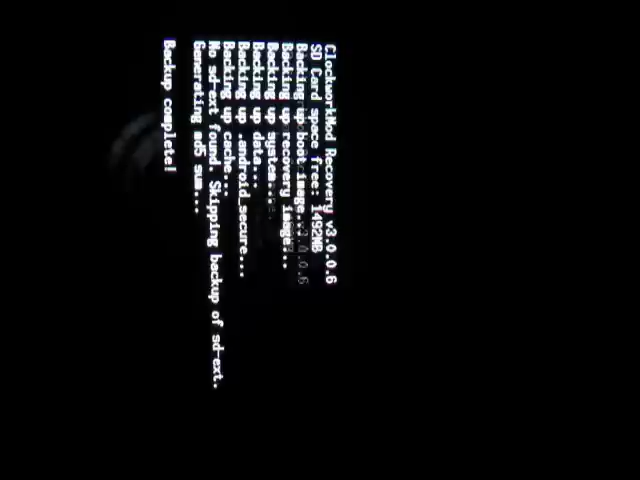 ClockworkMod Recovery v3.0.0.6
SD Card space free: 1492MB
Backing up boot image...
Backing up recovery image...
Backing up system...
Backing up data...
Backing up .android_secure...
Backing up cache...
No sd-ext found. Skipping backup of sd-ext.
Generating md5 sum...
Backup complete!